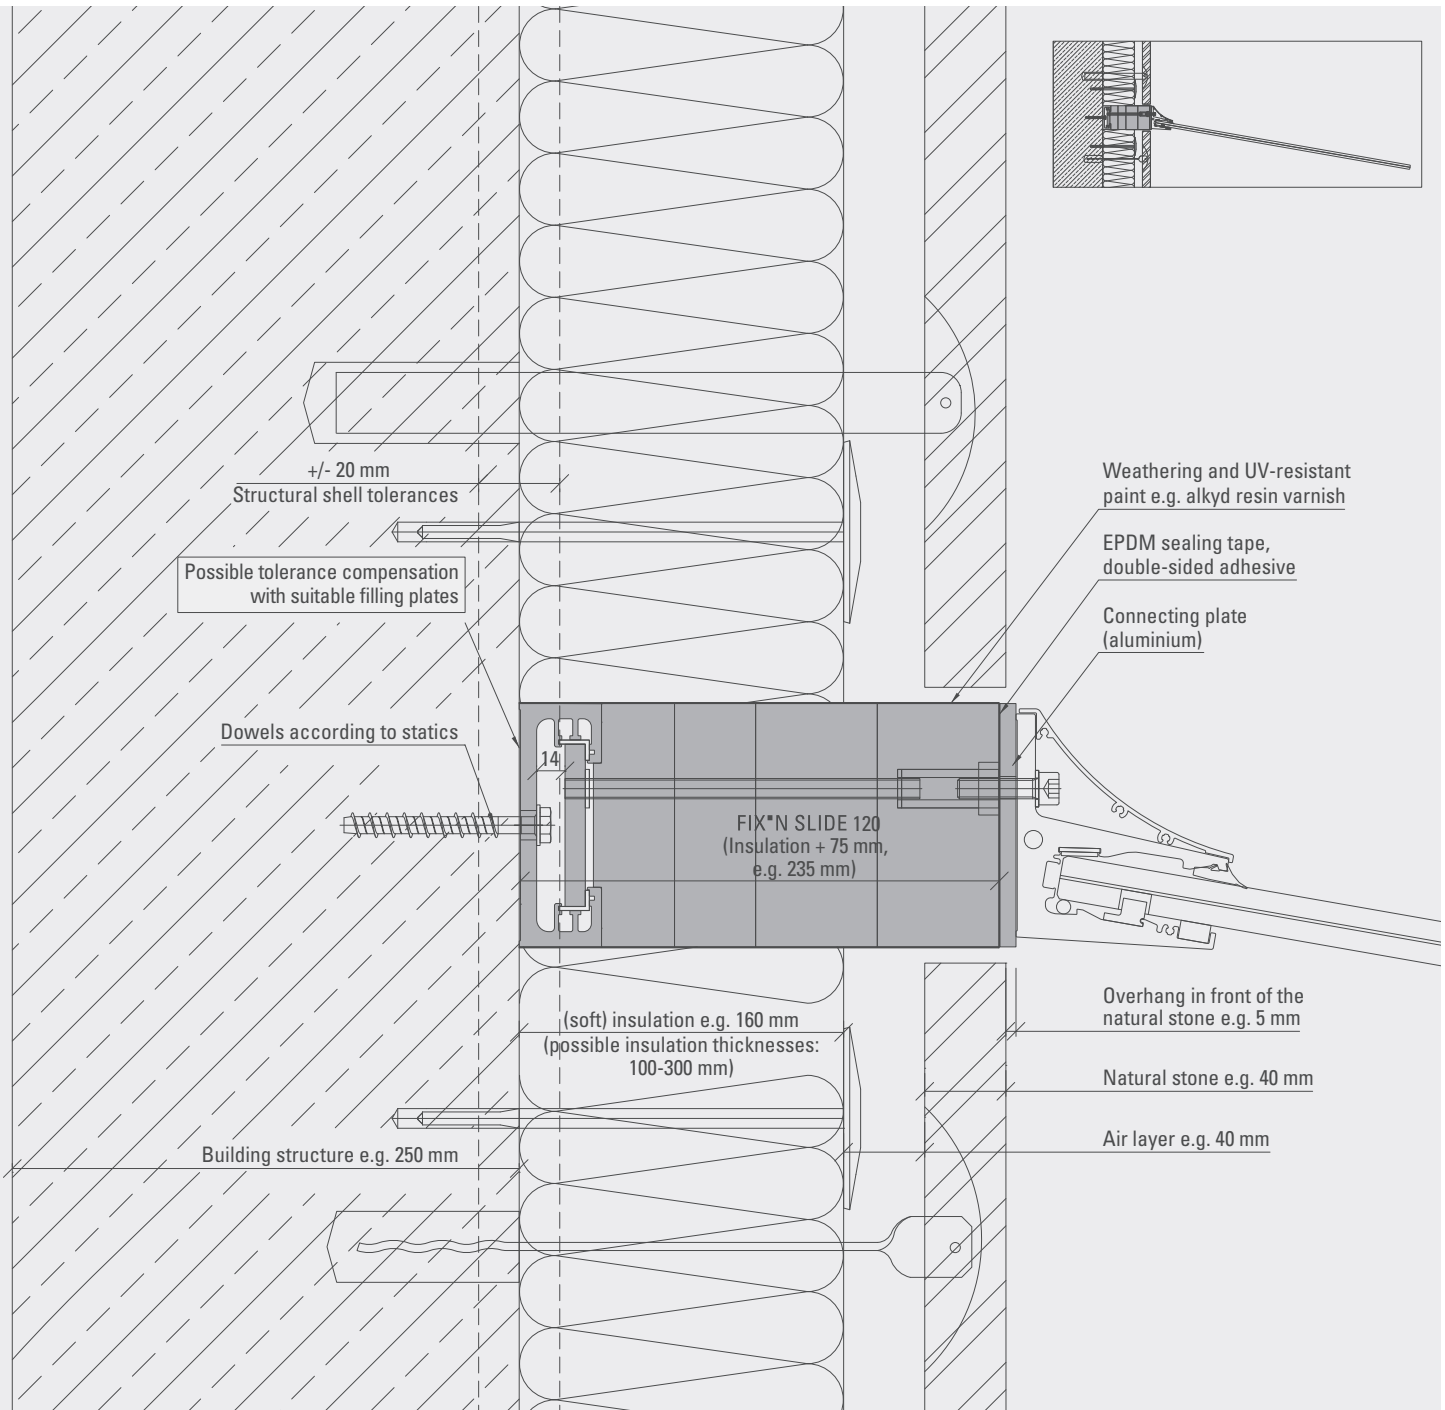 +/- 20 mm
Structural shell tolerances
Possible tolerance compensation
with suitable filling plates
Dowels according to statics
14
FIX■N SLIDE 120
(Insulation + 75 mm,
e.g. 235 mm)
Weathering and UV-resistant
paint e.g. alkyd resin varnish
EPDM sealing tape,
double-sided adhesive
Connecting plate
(aluminium)
(soft) insulation e.g. 160 mm
(possible insulation thicknesses:
100-300 mm)
Building structure e.g. 250 mm
Overhang in front of the
natural stone e.g. 5 mm
Natural stone e.g. 40 mm
Air layer e.g. 40 mm